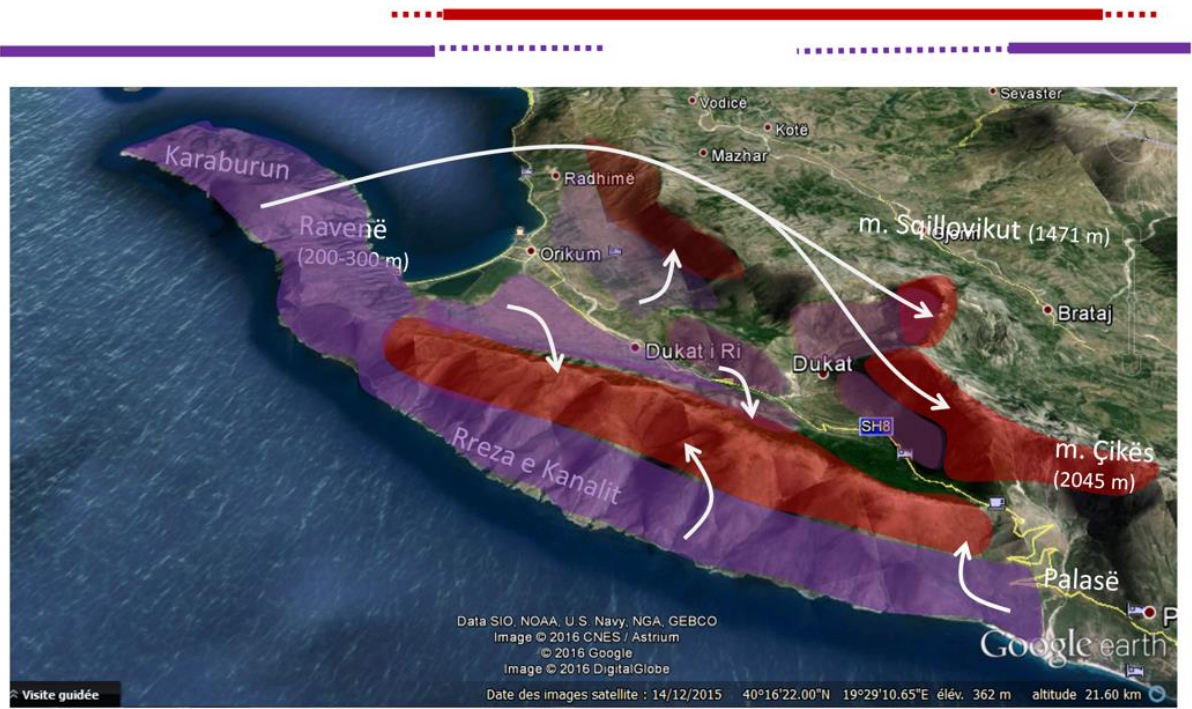 Sevaster
Vodicë
Kotë
Mazhar
Karaburun
Radhimë
Ravenë
(200-300 m)
m. Sqillovikut (1471 m)
Orikum
Brataj
Dukat i Ri
Dukat
SH8
Rreza e Kanalit
m. Çikës
(2045 m)
Palasë
P
Data SIO, NOAA, U.S. Navy, NGA, GEBCO
Image © 2016 CNES / Astrium
© 2016 Google
Image © 2016 DigitalGlobe
Google earth
Visite guidée
Date des images satellite : 14/12/2015 40°16'22.00"N 19°29'10.65"E élév. 362 m altitude 21.60 km